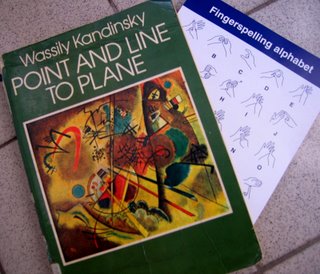 Wassily Kandinsky
POINT AND LINE
TO PLANE
Fingerspelling alphabet
B
C
D
E
H
I
J
M
N
O